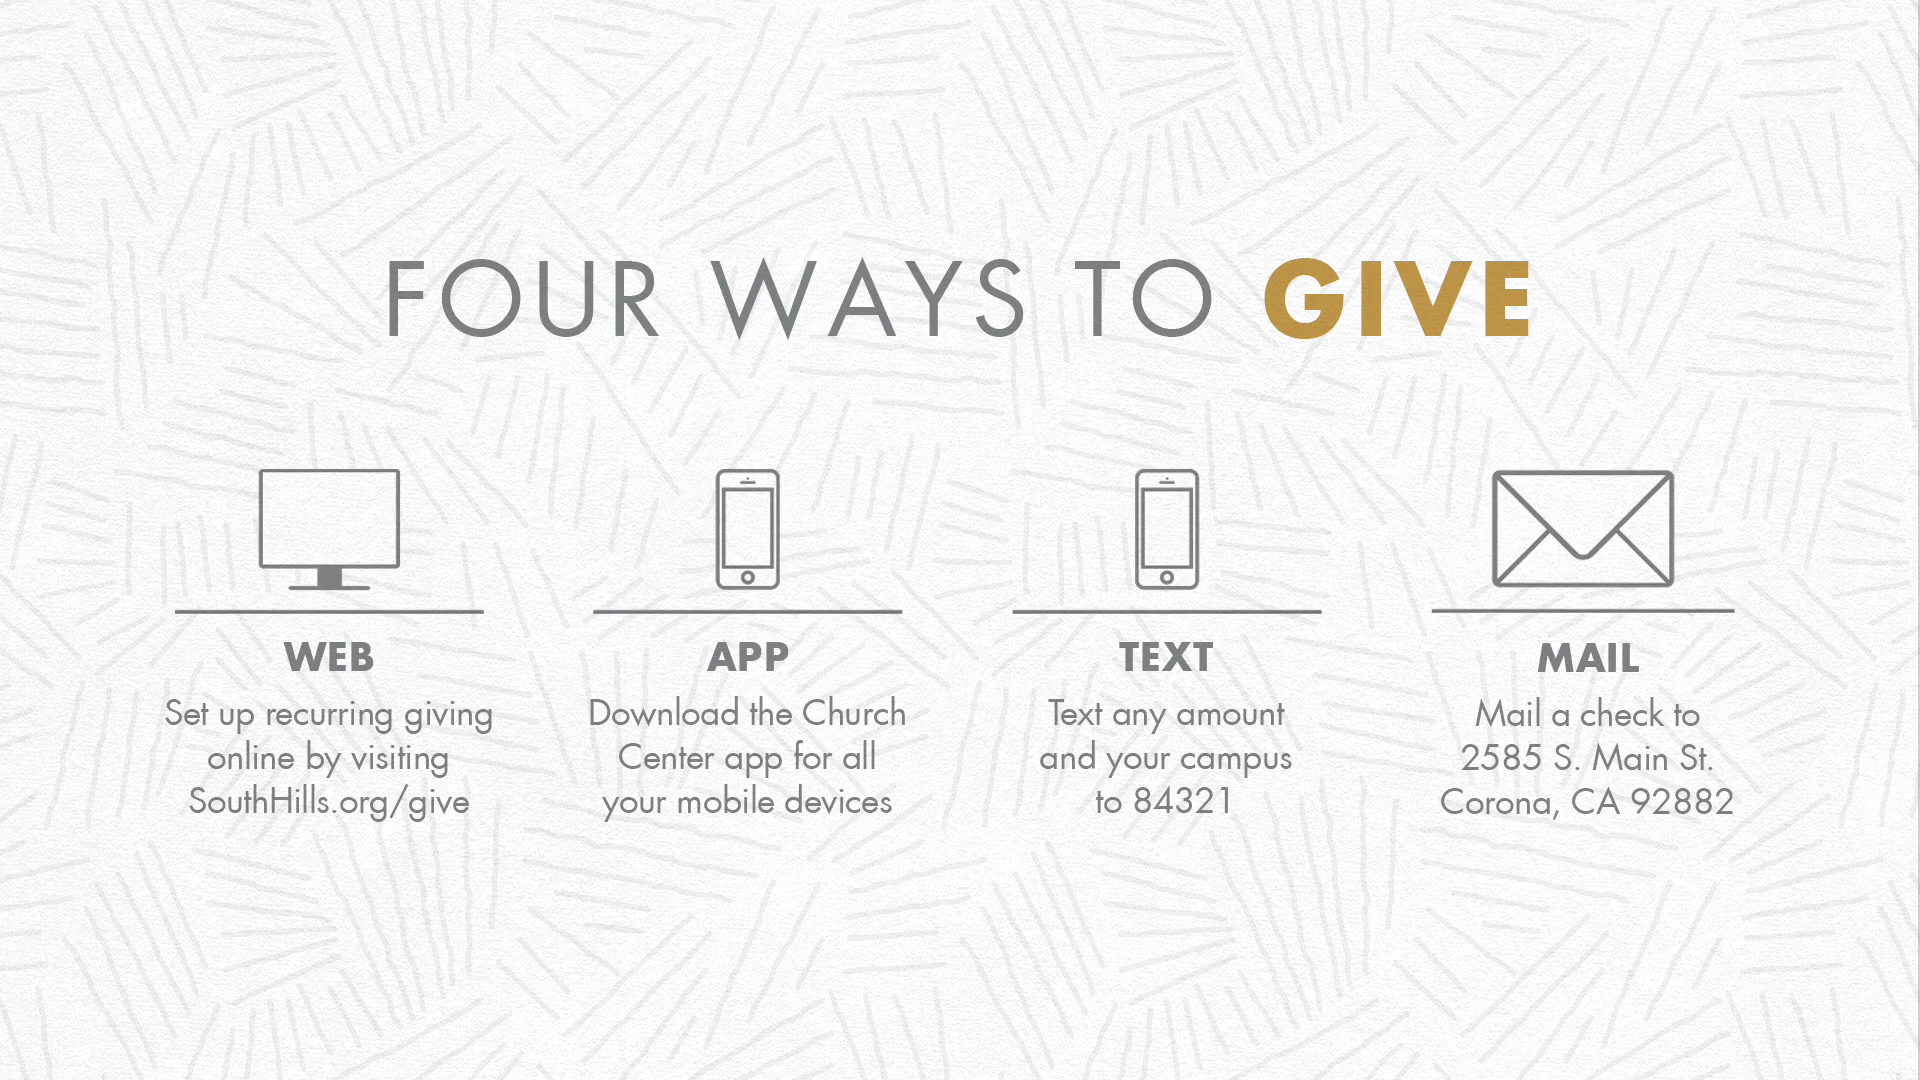 FOUR WAYS TO GIVE
WEB
Set up recurring giving
online by visiting
SouthHills.org/give
APP
Download the Church
Center app for all
your mobile devices
TEXT
Text any amount
and your campus
to 84321
MAIL
Mail a check to
2585 S. Main St.
Corona, CA 92882